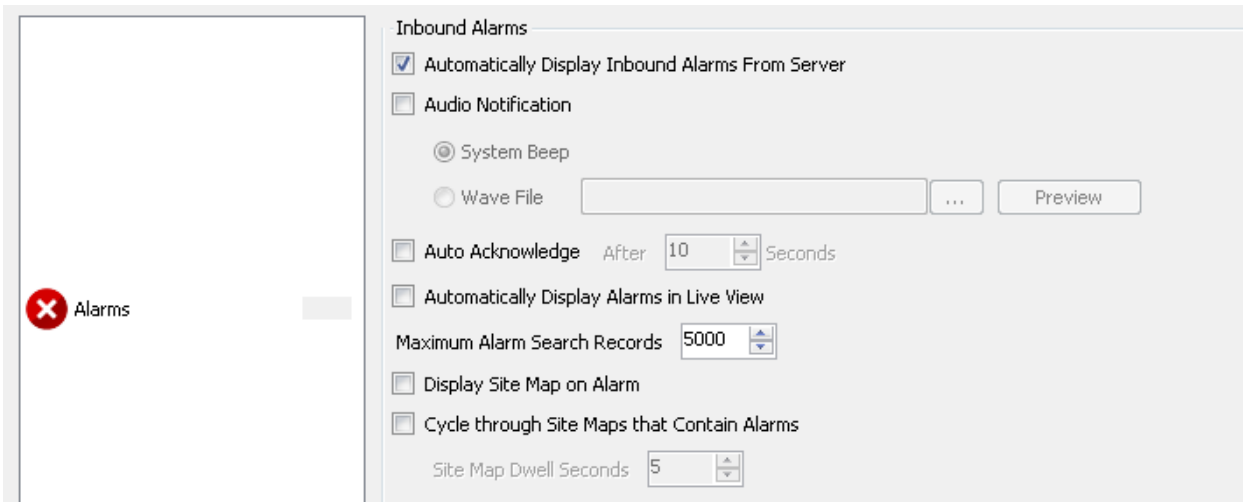 Inbound Alarms
Automatically Display Inbound Alarms From Server
Audio Notification
System Beep
Wave File ... Preview
Auto Acknowledge After 10 Seconds
Automatically Display Alarms in Live View
Alarms
Maximum Alarm Search Records 5000
Display Site Map on Alarm
Cycle through Site Maps that Contain Alarms
Site Map Dwell Seconds 5